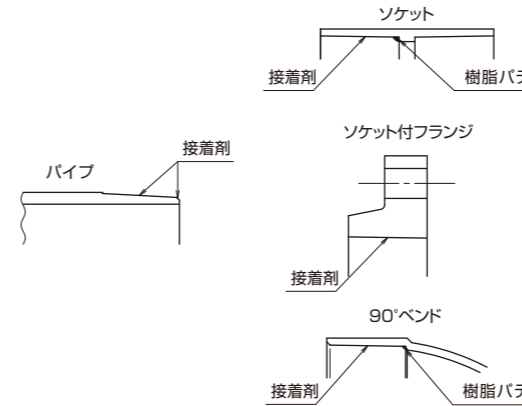 ソケット
接着剤
樹脂パテ
ソケット付フランジ
接着剤
パイプ
接着剤
90°ベンド
接着剤
樹脂パテ